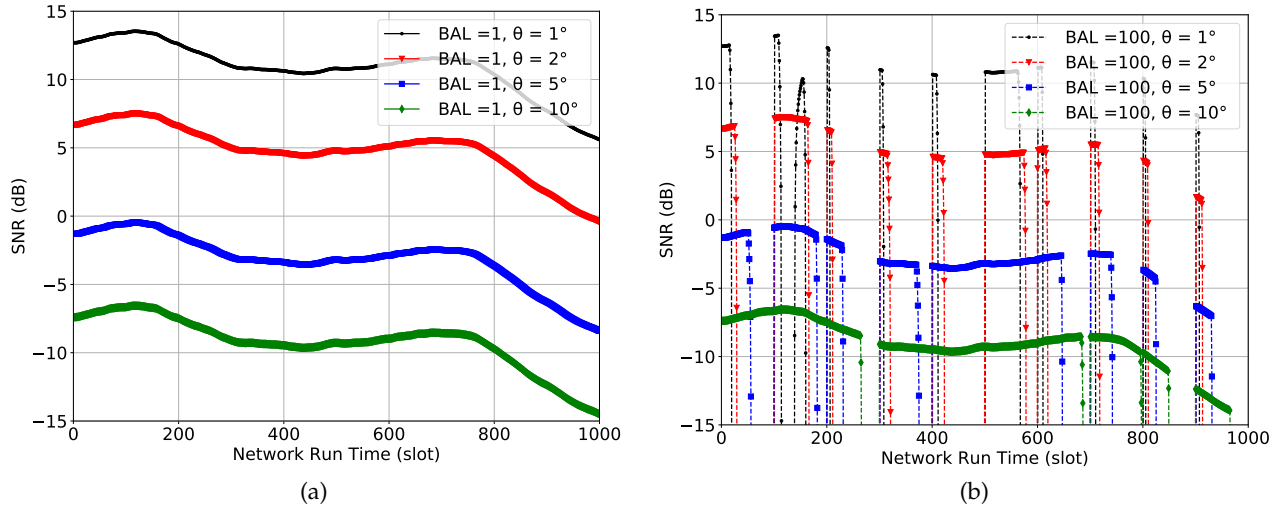 15
10
5
0
−5
−10
−15
SNR (dB)
BAL =1, θ = 1°
BAL =1, θ = 2°
BAL =1, θ = 5°
BAL =1, θ = 10°
0 200 400 600 800 1000
Network Run Time (slot)
(a)
15
10
5
0
−5
−10
−15
SNR (dB)
BAL =100, θ = 1°
BAL =100, θ = 2°
BAL =100, θ = 5°
BAL =100, θ = 10°
0 200 400 600 800 1000
Network Run Time (slot)
(b)